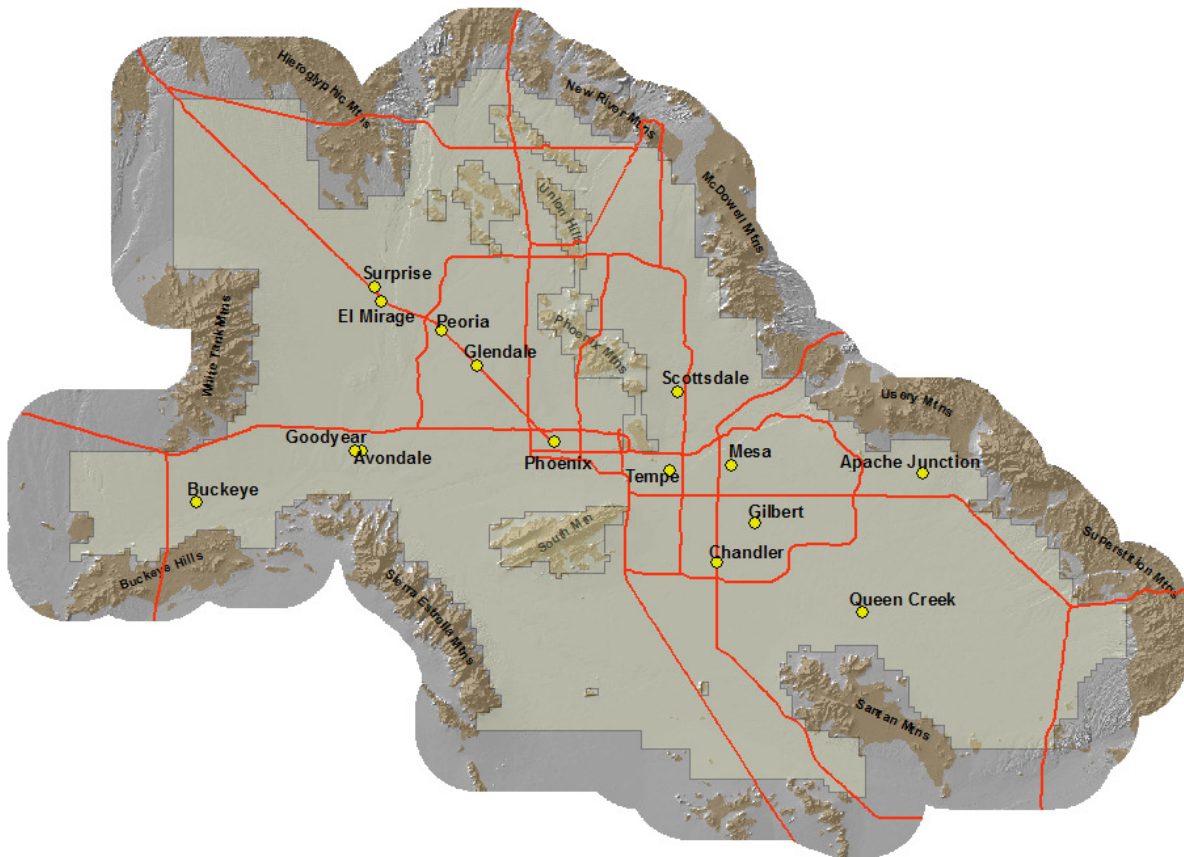 Hieroglyphic Mtns
New River Mtns
McDowell Mtns
Union Hills
Surprise
El Mirage
Peoria
White Tank Mtns
Phoenix Mtns
Glendale
Scottsdale
Usery Mtns
Goodyear
Avondale
Phoenix
Mesa
Tempe
Apache Junction
Buckeye
Gilbert
South Mtn
Chandler
Superstition Mtns
Buckeye Hills
Sierra Estrella Mtns
Queen Creek
Santan Mtns